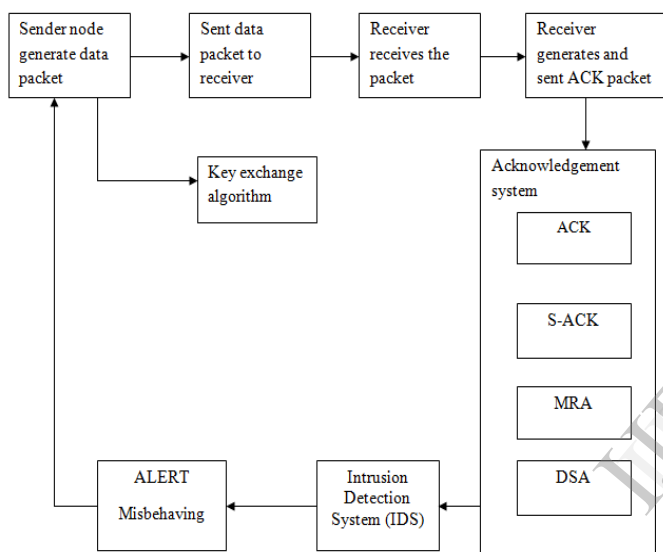 Sender node
generate data
packet
Sent data
packet to
receiver
Receiver
receives the
packet
Receiver
generates and
sent ACK packet
Key exchange
algorithm
Acknowledgement
system
ACK
S-ACK
MRA
DSA
ALERT
Misbehaving
Intrusion
Detection
System (IDS)